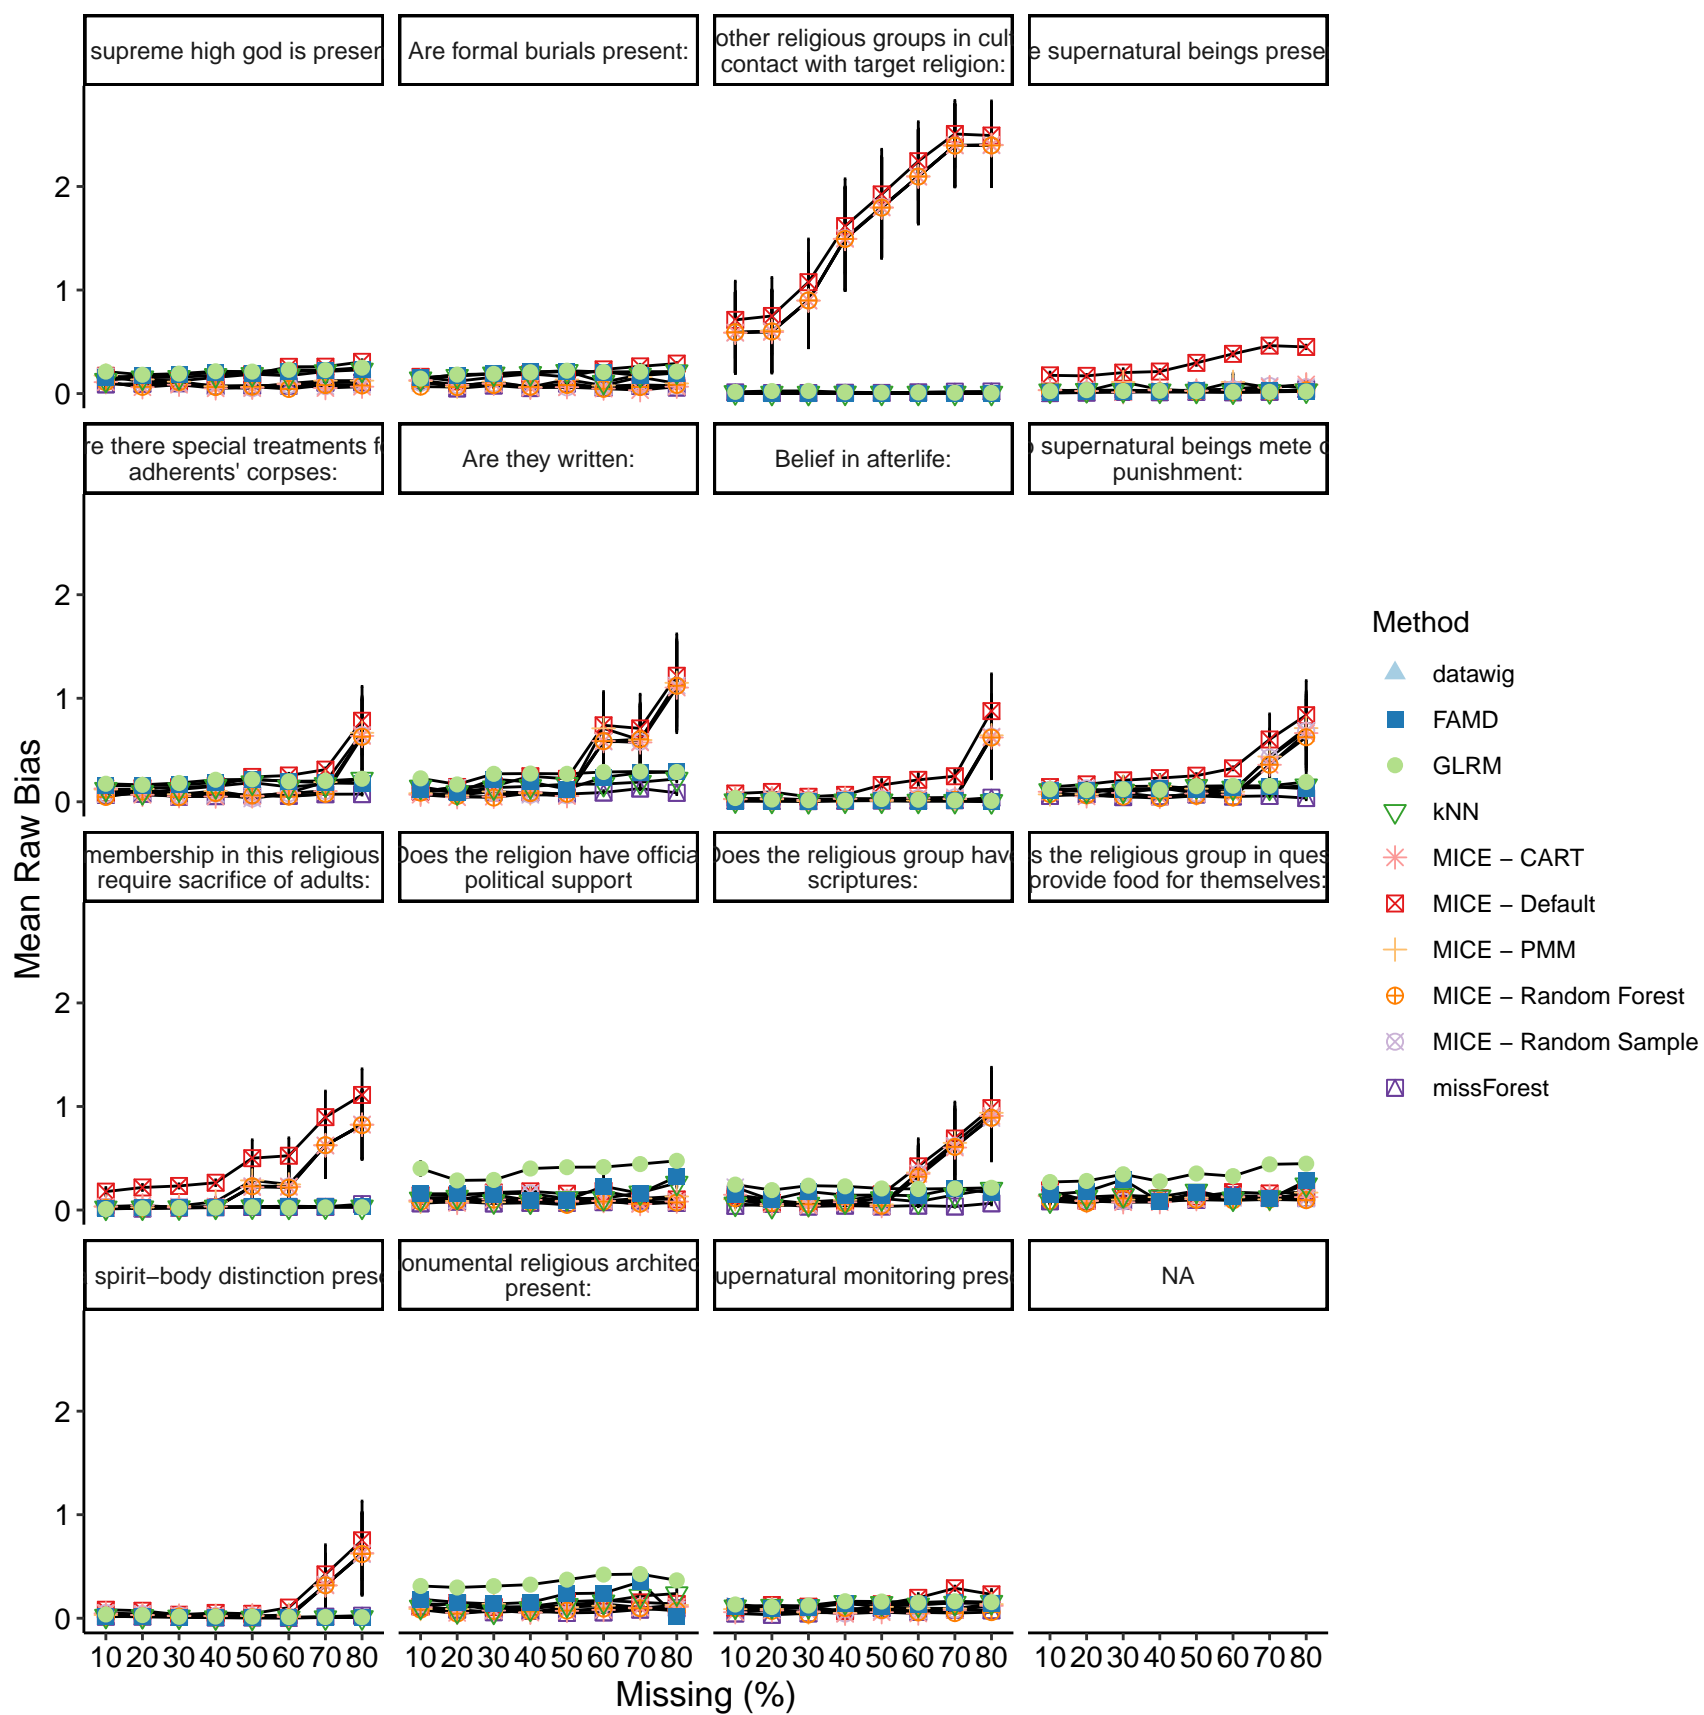 supreme high god is presen
Are formal burials present:
other religious groups in cult
contact with target religion:
e supernatural beings prese
2
1
0
re there special treatments fo
adherents' corpses:
Are they written:
Belief in afterlife:
o supernatural beings mete o
punishment:
2
1
0
membership in this religious
require sacrifice of adults:
Does the religion have officia
political support
Does the religious group have
scriptures:
s the religious group in ques
provide food for themselves:
2
1
0
spirit–body distinction prese
onumental religious architec
present:
upernatural monitoring prese
NA
2
1
0
10 20 30 40 50 60 70 80
10 20 30 40 50 60 70 80
10 20 30 40 50 60 70 80
10 20 30 40 50 60 70 80
Missing (%)
Mean Raw Bias
Method
datawig
FAMD
GLRM
kNN
MICE – CART
MICE – Default
MICE – PMM
MICE – Random Forest
MICE – Random Sample
missForest